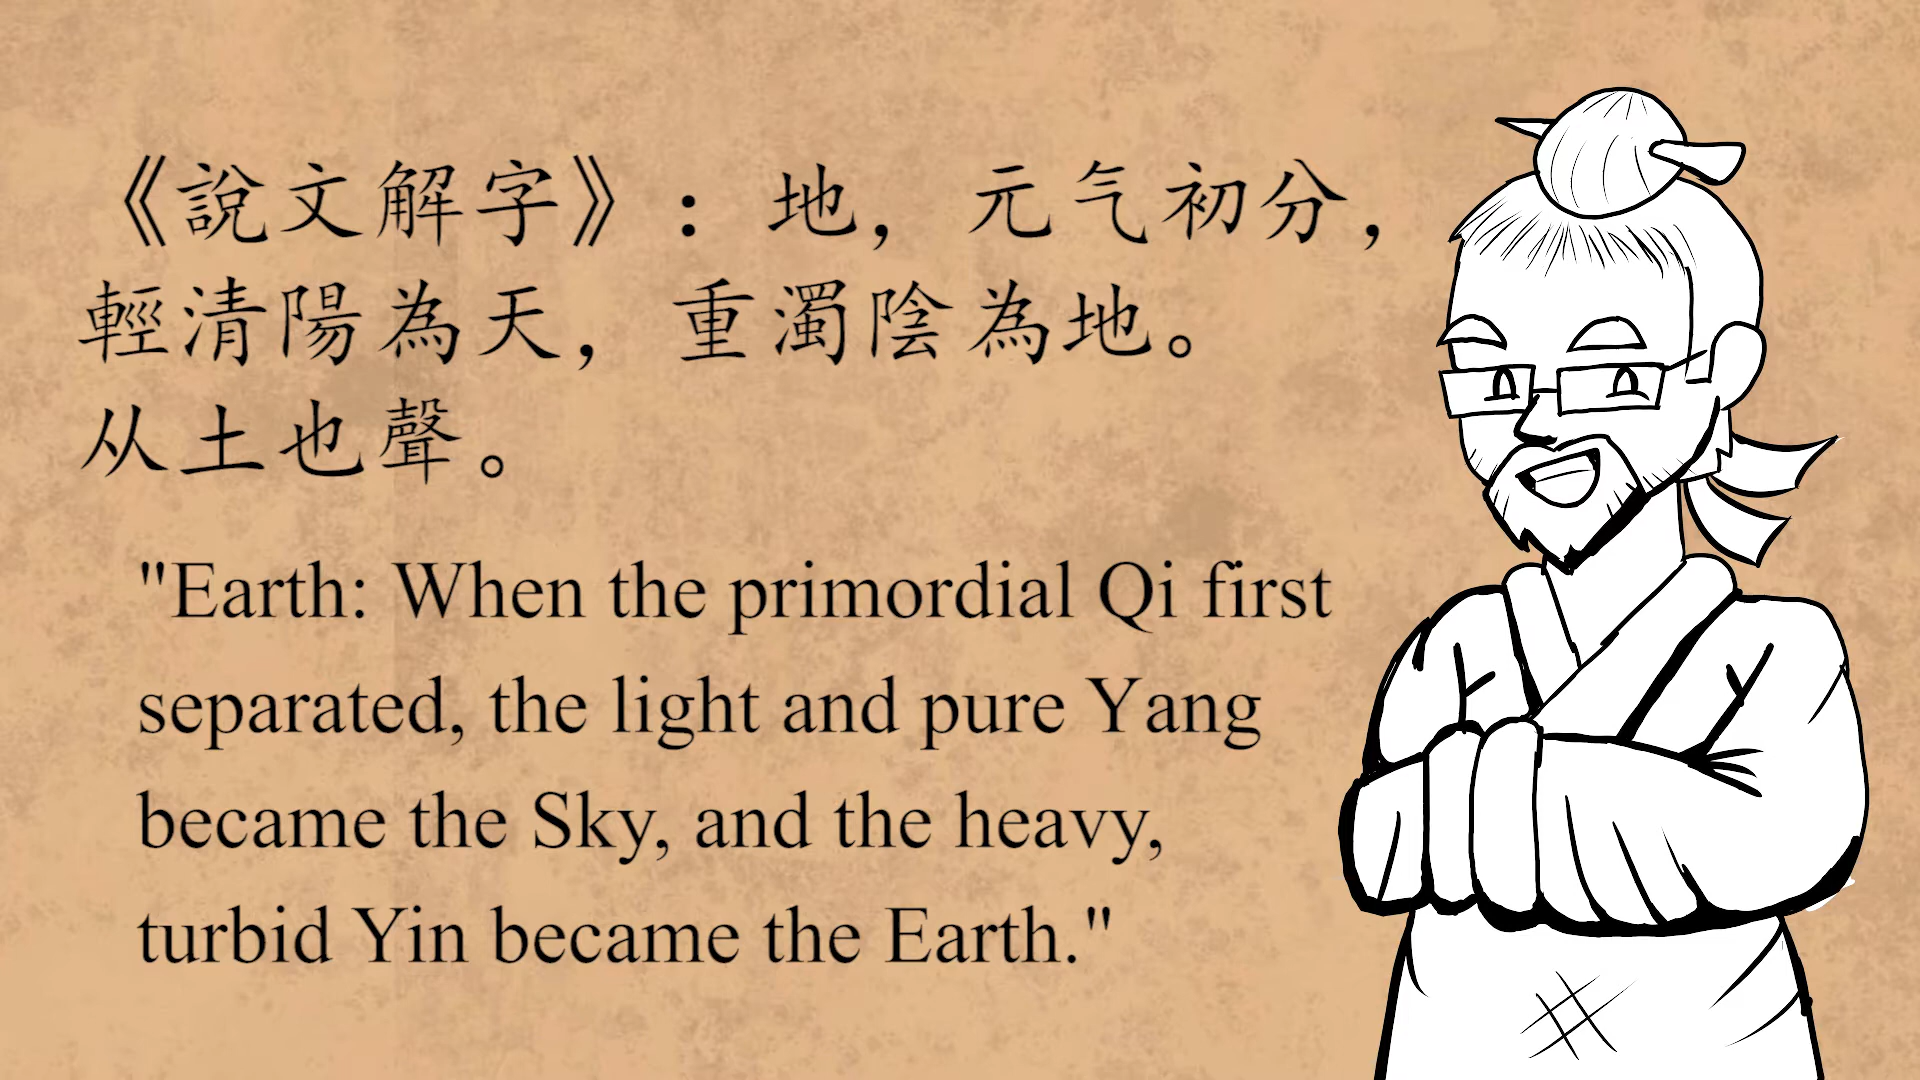 《說文解字》：地，元气初分，
輕清陽為天，重濁陰為地。
从土也聲。
"Earth: When the primordial Qi first
separated, the light and pure Yang
became the Sky, and the heavy,
turbid Yin became the Earth."